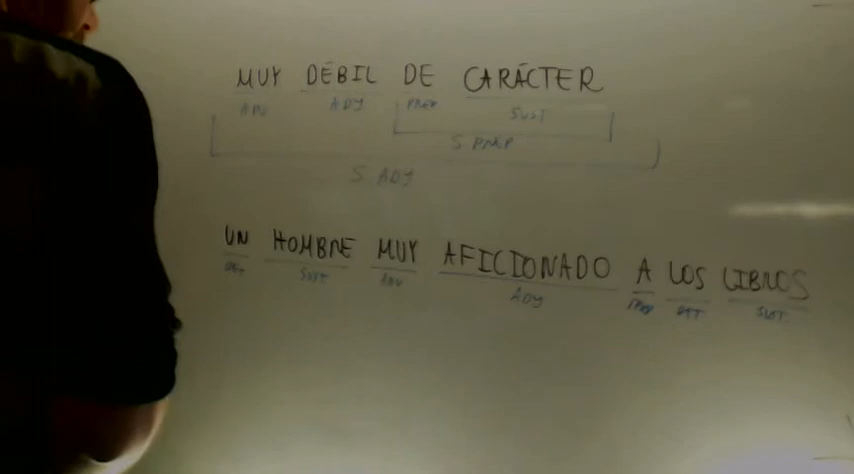 MUY DÉBIL DE CARÁCTER
ADV ADJ PREP SUST
S PREP
S ADJ
UN HOMBRE MUY AFICIONADO A LOS LIBROS
DET SUST ADV ADJ PREP DET SUST